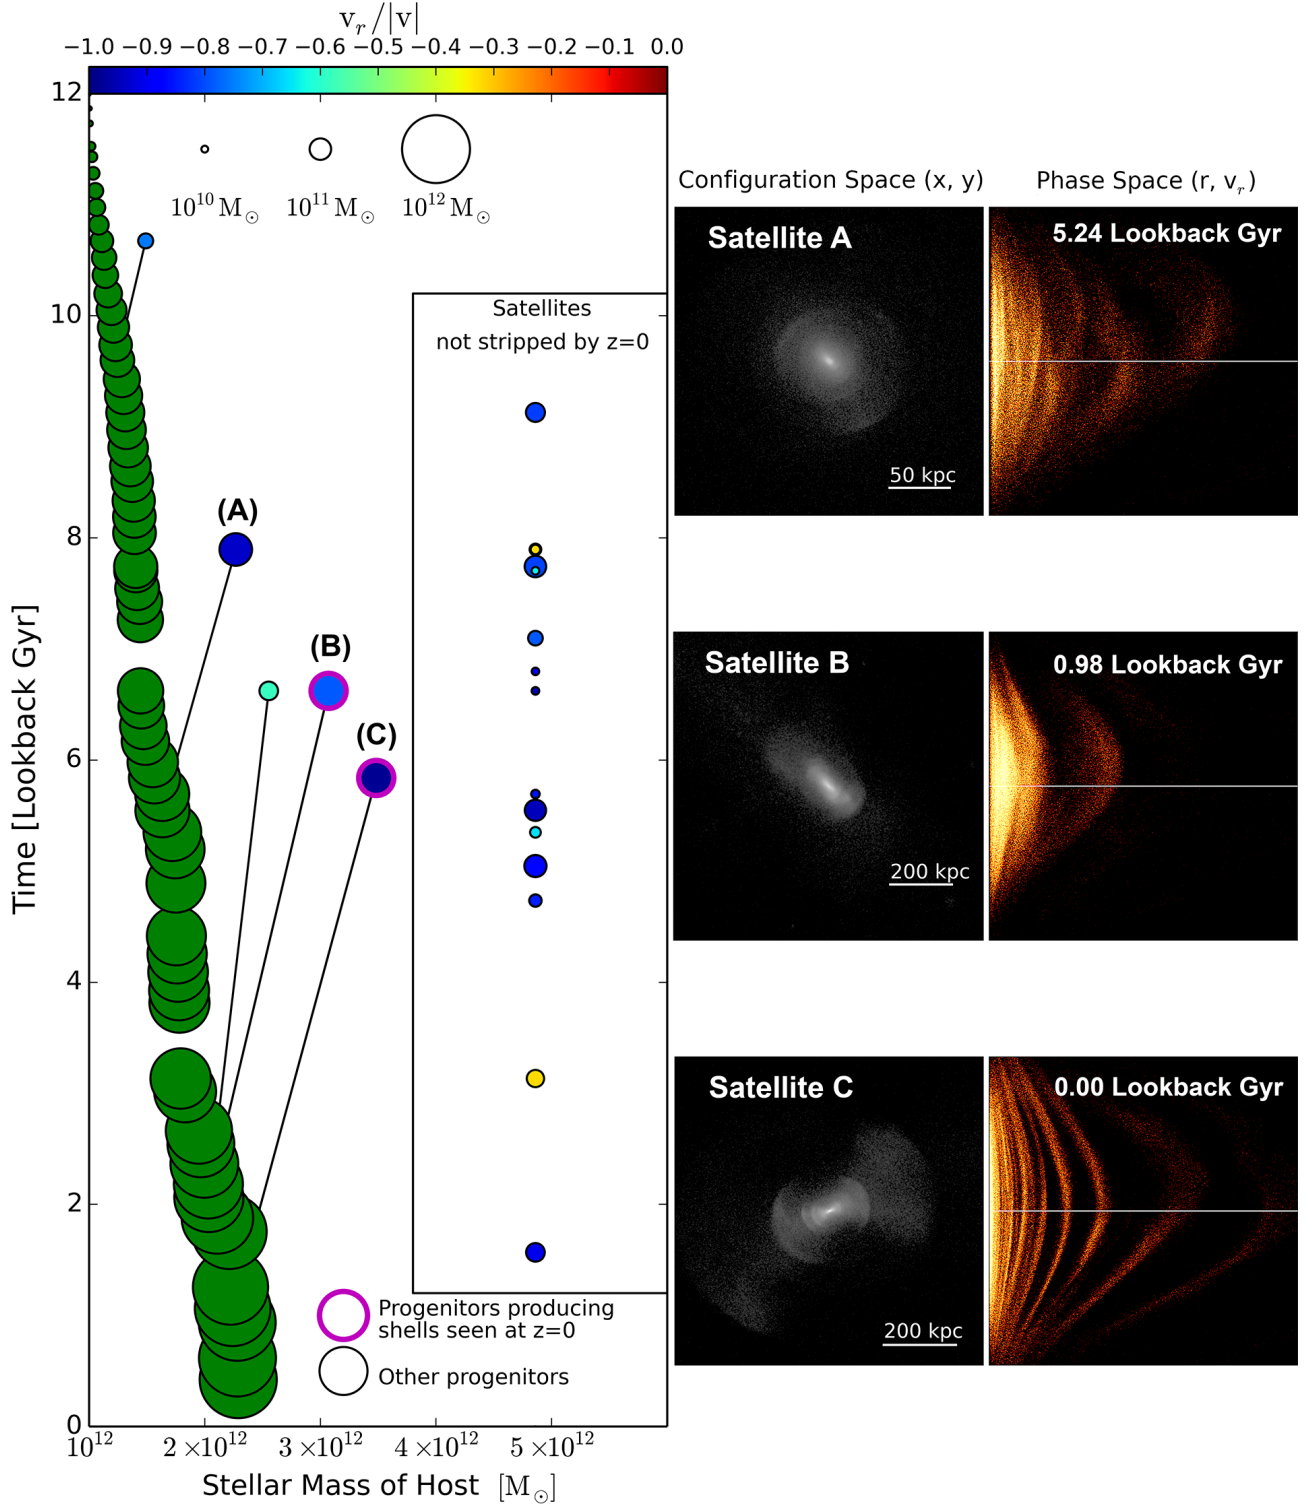 v_r/|v|
−1.0 −0.9 −0.8 −0.7 −0.6 −0.5 −0.4 −0.3 −0.2 −0.1 0.0
12
10
8
6
4
2
0
Time [Lookback Gyr]
10^10 M_⊙ 10^11 M_⊙ 10^12 M_⊙
Satellites
not stripped by z=0
(A)
(B)
(C)
Progenitors producing
shells seen at z=0
Other progenitors
10^12 2 ×10^12 3 ×10^12 4 ×10^12 5 ×10^12
Stellar Mass of Host [M_⊙]
Configuration Space (x, y) Phase Space (r, v_r)
Satellite A 5.24 Lookback Gyr
50 kpc
Satellite B 0.98 Lookback Gyr
200 kpc
Satellite C 0.00 Lookback Gyr
200 kpc